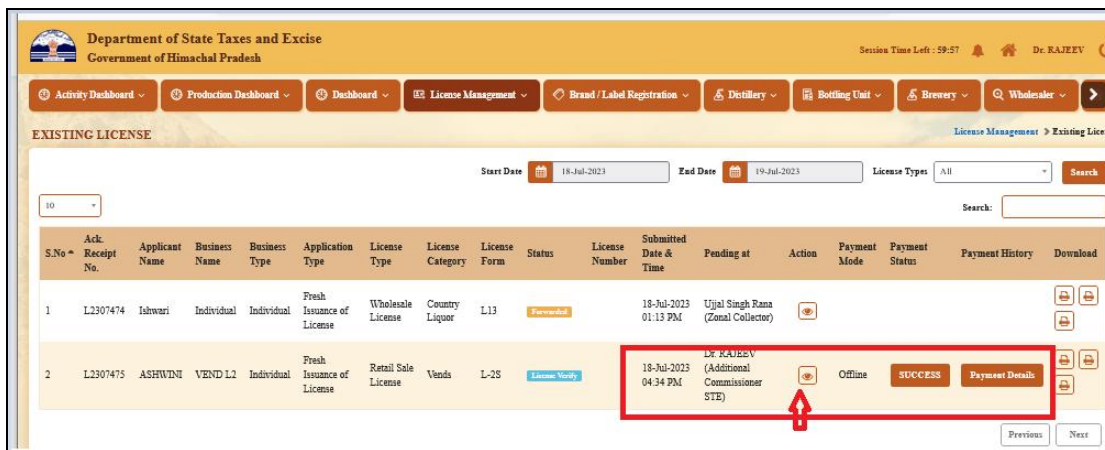 Department of State Taxes and Excise
Government of Himachal Pradesh
Session Time Left : 59:57
Dr. RAJEEV
Activity Dashboard
Production Dashboard
Dashboard
License Management
Brand / Label Registration
Distillery
Bottling Unit
Brewery
Wholesaler
EXISTING LICENSE
License Management
Existing Lice
Start Date
18-Jul-2023
End Date
19-Jul-2023
License Types
All
Search
10
Search:
S.No
Ack. Receipt No.
Applicant Name
Business Name
Business Type
Application Type
License Type
License Category
License Form
Status
License Number
Submitted Date & Time
Pending at
Action
Payment Mode
Payment Status
Payment History
Download
1
L2307474
Ishwari
Individual
Individual
Fresh Issuance of License
Wholesale License
Country Liquor
L13
Forwarded
18-Jul-2023 01:13 PM
Ujjal Singh Rana (Zonal Collector)
2
L2307475
ASHWINI
VEND L2
Individual
Fresh Issuance of License
Retail Sale License
Vends
L-2S
License Verify
18-Jul-2023 04:34 PM
Dr. RAJEEV (Additional Commissioner STE)
Offline
SUCCESS
Payment Details
Previous
Next